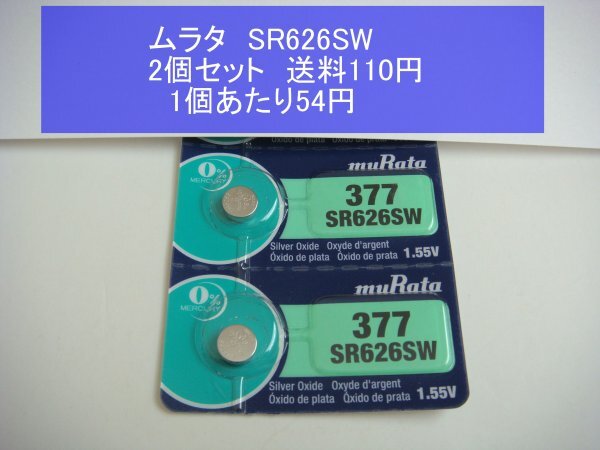 ムラタ SR626SW
2個セット 送料110円
1個あたり54円
muRata
0%
MERCURY
377
SR626SW
Silver Oxide Oxyde d'argent
Óxido de plata Óxido de prata 1.55V
muRata
0%
MERCURY
377
SR626SW
Silver Oxide Oxyde d'argent
Óxido de plata Óxido de prata 1.55V